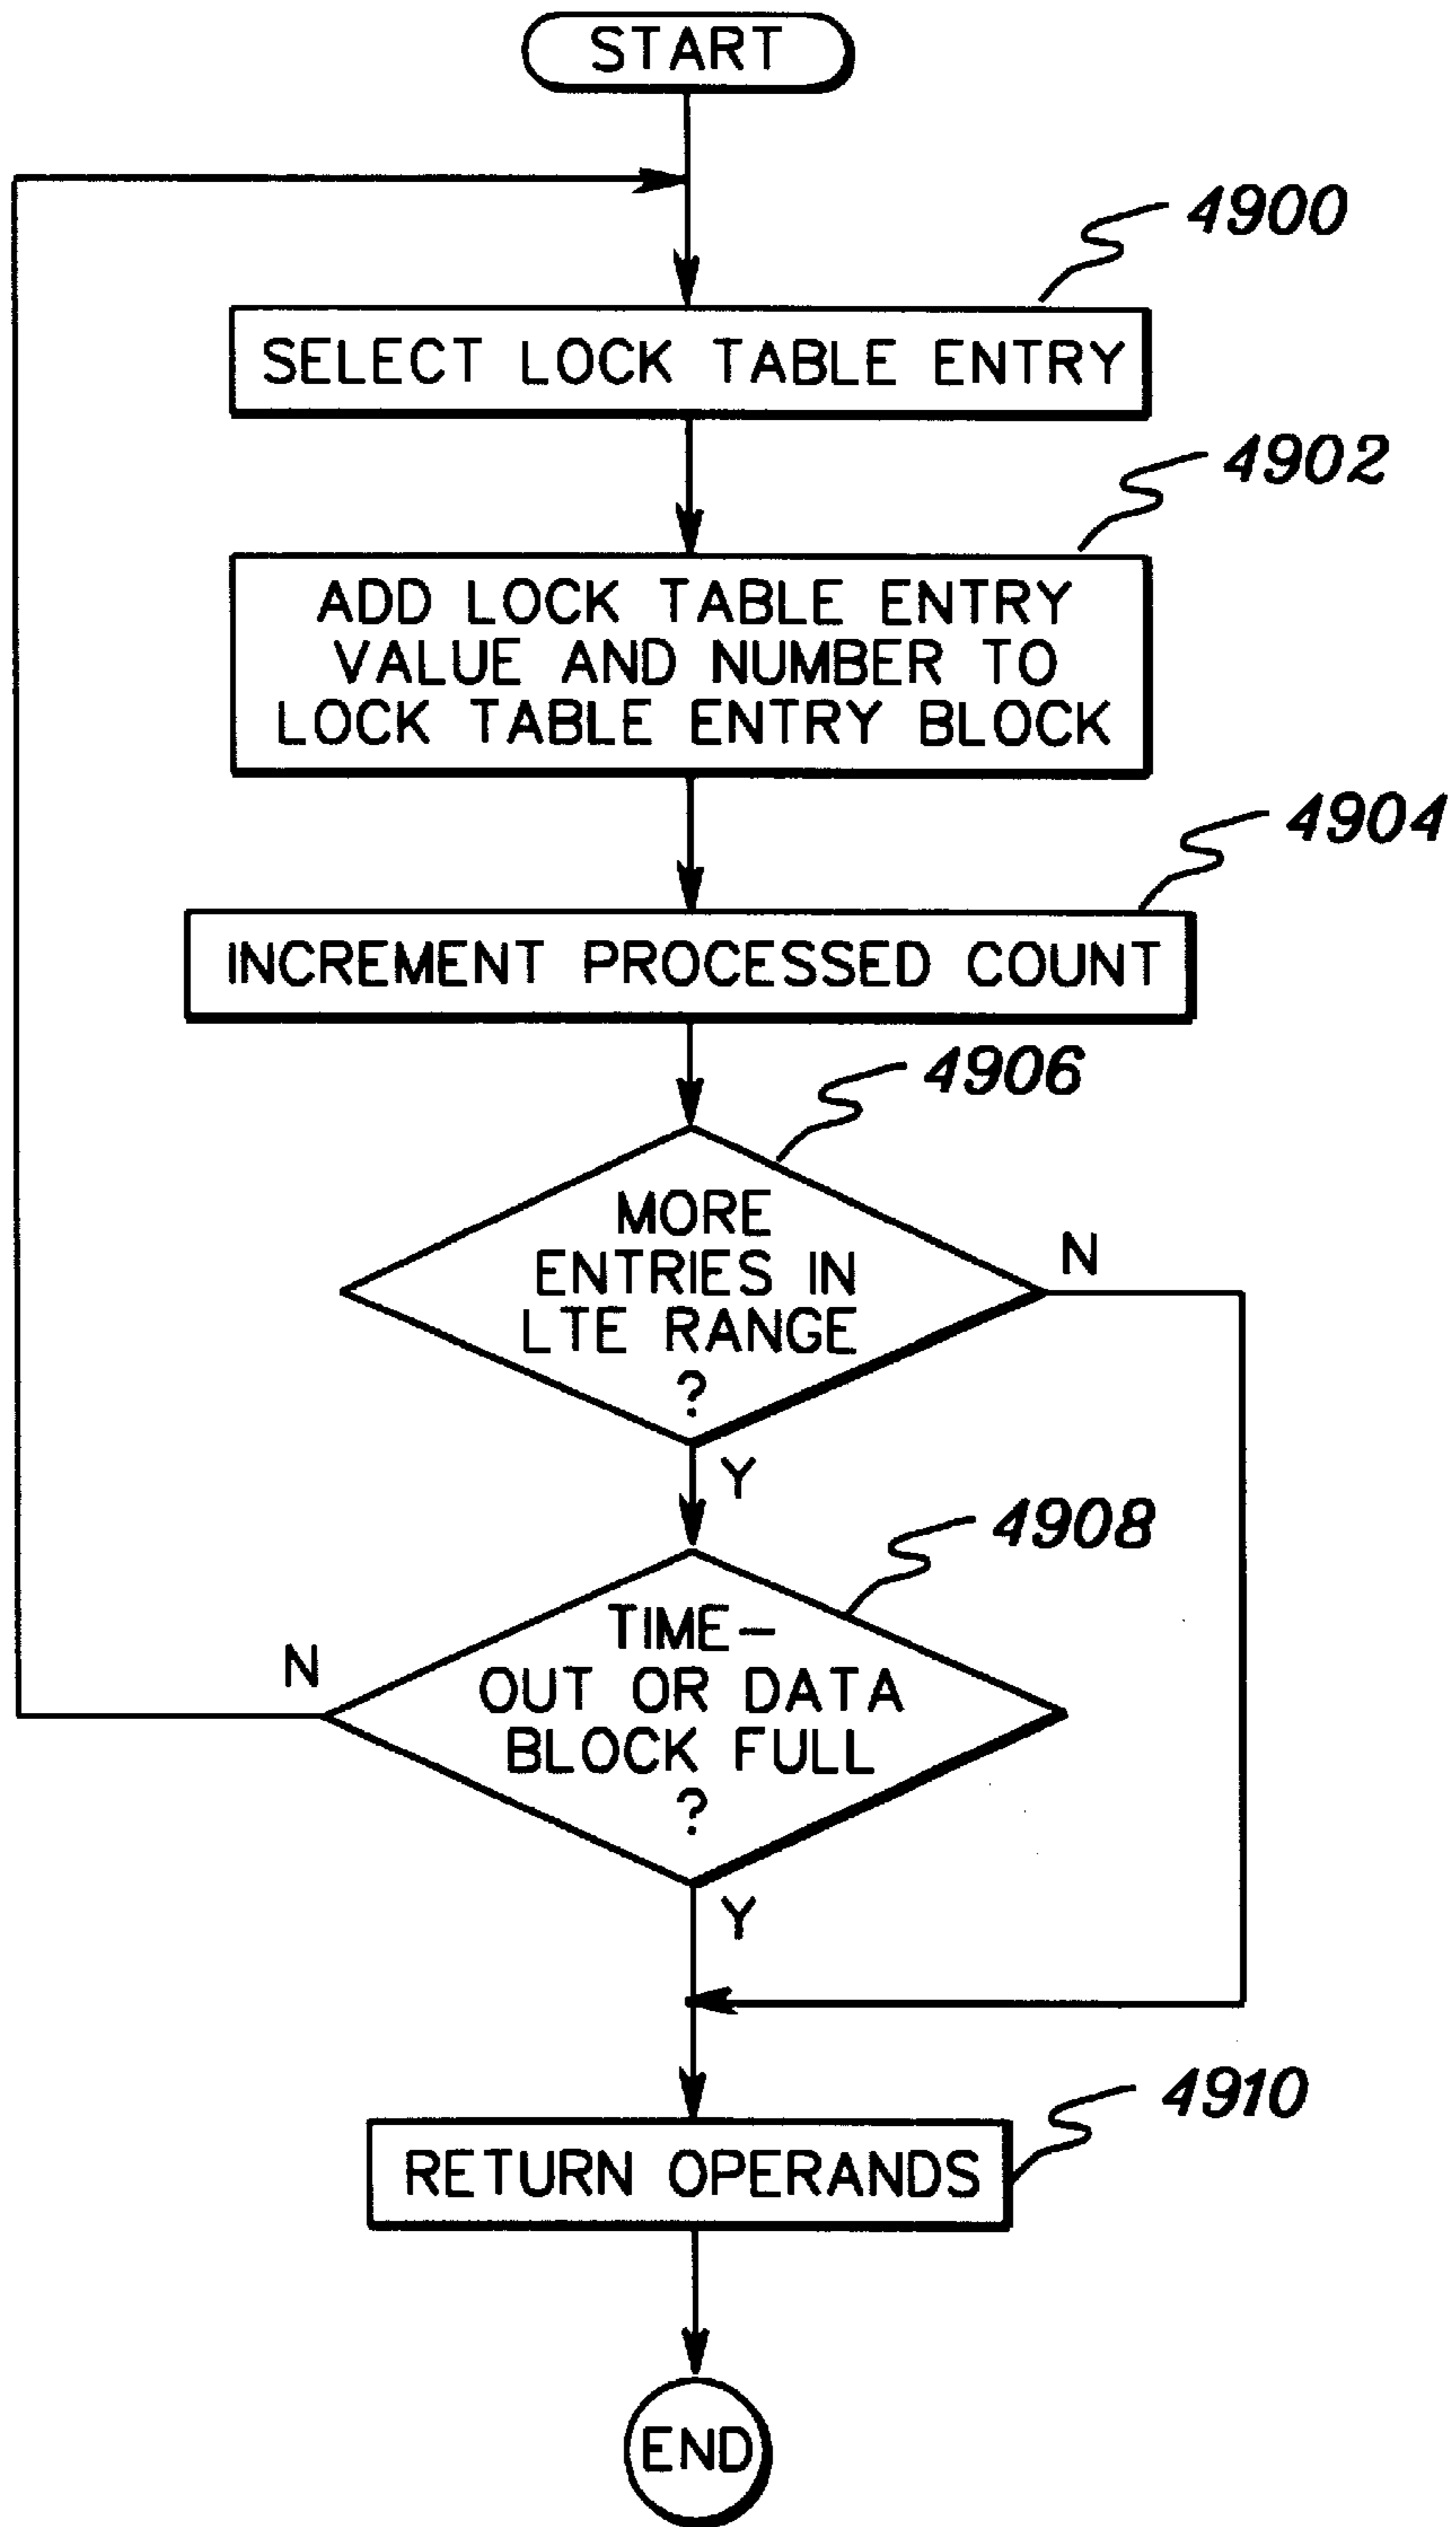 START
4900
SELECT LOCK TABLE ENTRY
4902
ADD LOCK TABLE ENTRY
VALUE AND NUMBER TO
LOCK TABLE ENTRY BLOCK
4904
INCREMENT PROCESSED COUNT
4906
MORE
ENTRIES IN
LTE RANGE
?
N
Y
4908
TIME-
OUT OR DATA
BLOCK FULL
?
N
Y
4910
RETURN OPERANDS
END